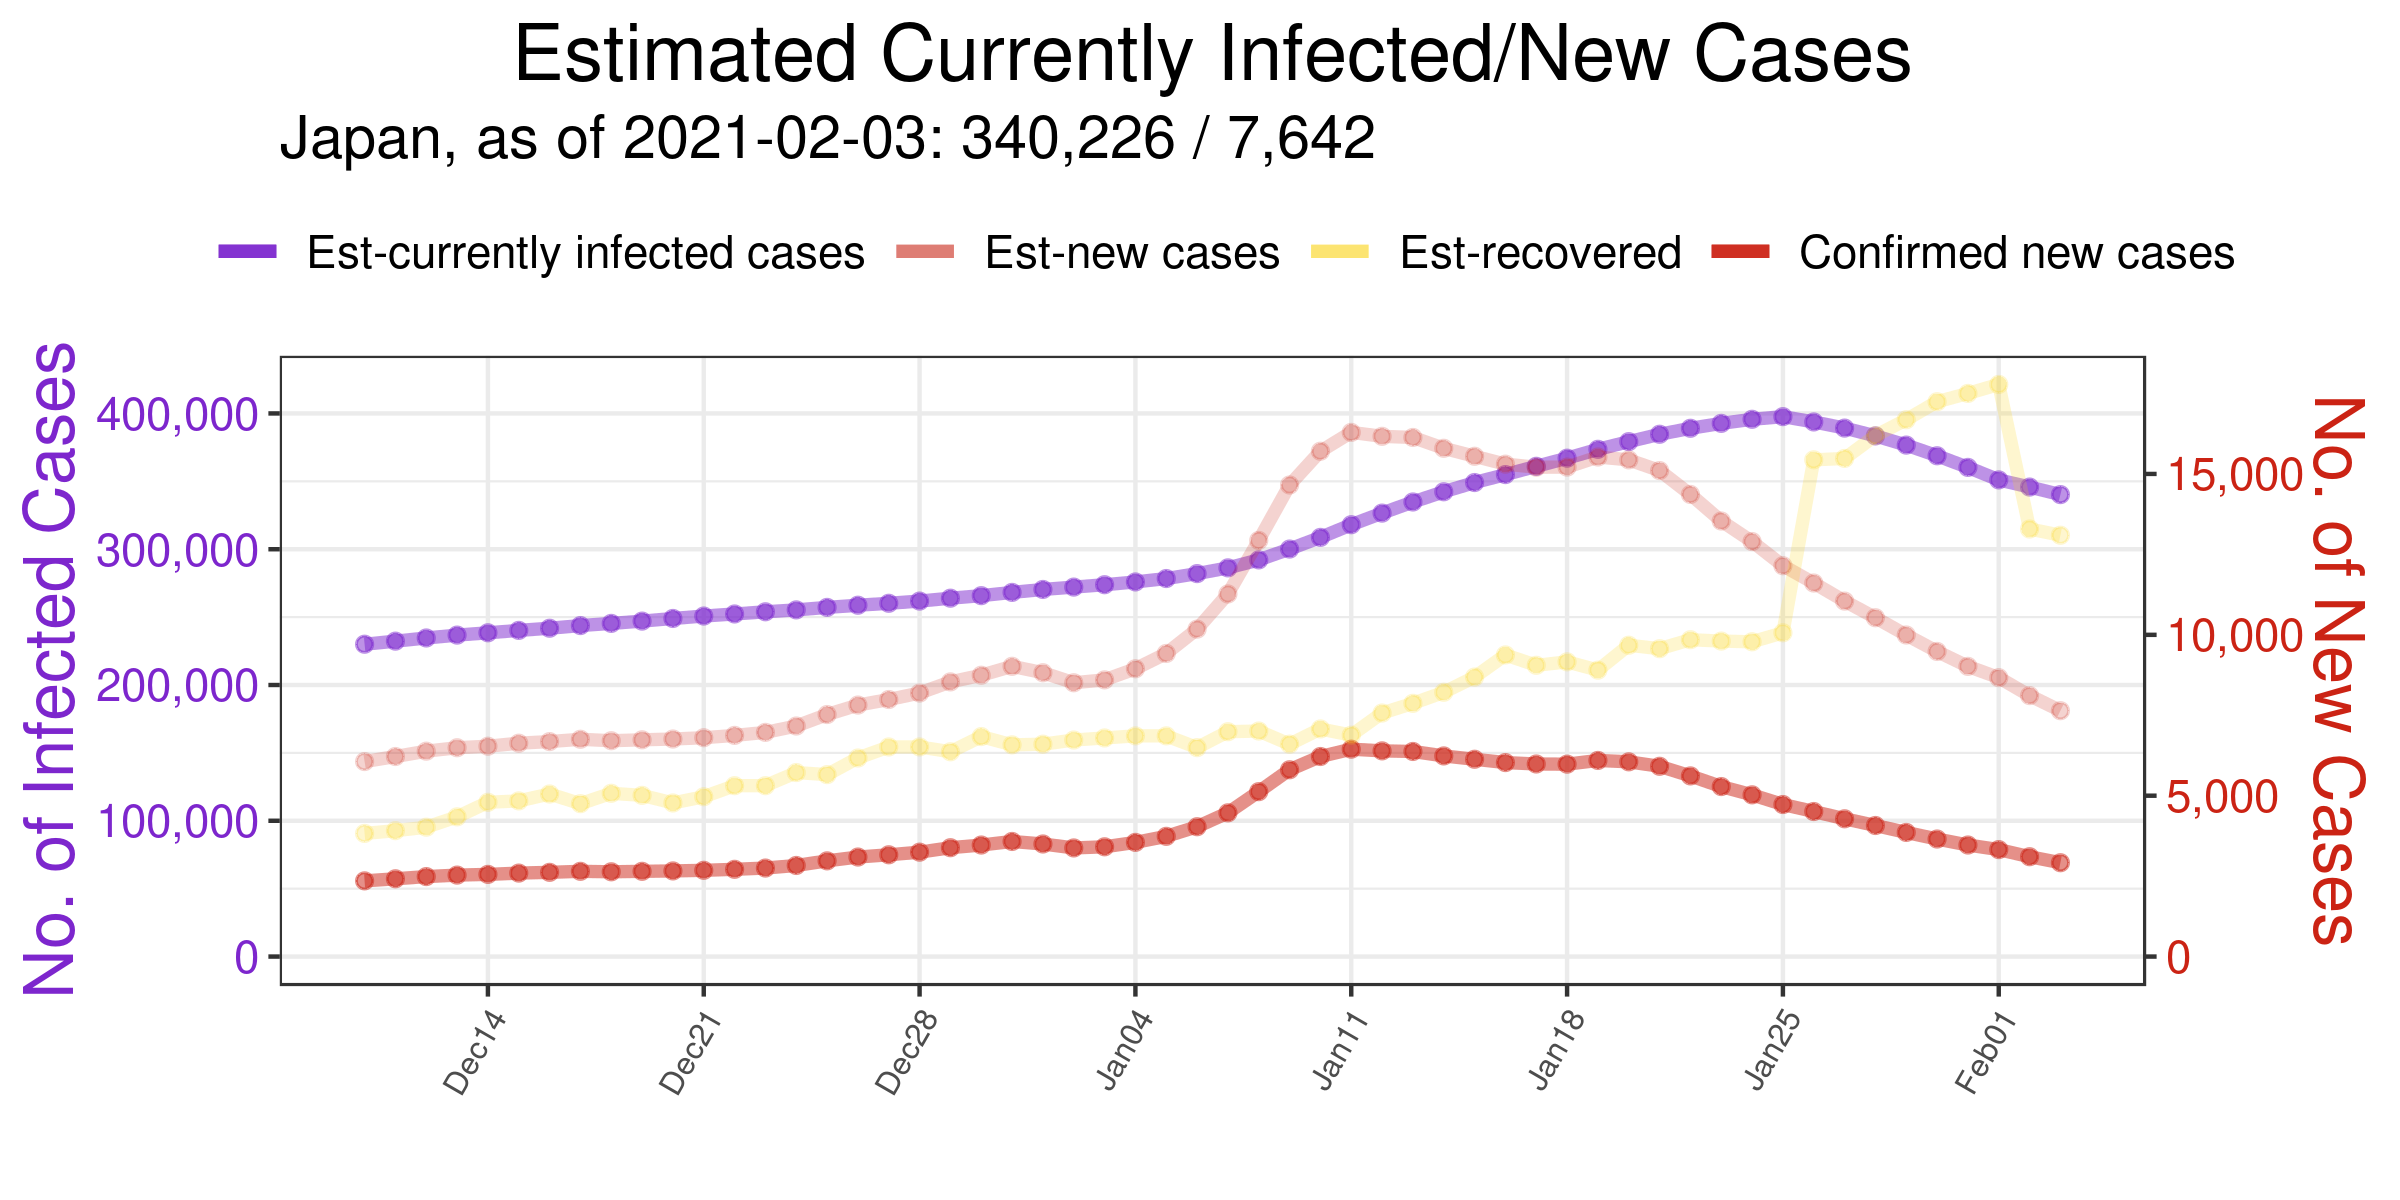 Estimated Currently Infected/New Cases
Japan, as of 2021-02-03: 340,226 / 7,642
Est-currently infected cases Est-new cases Est-recovered Confirmed new cases
No. of Infected Cases
400,000
300,000
200,000
100,000
0
15,000
10,000
5,000
0
No. of New Cases
Dec14 Dec21 Dec28 Jan04 Jan11 Jan18 Jan25 Feb01